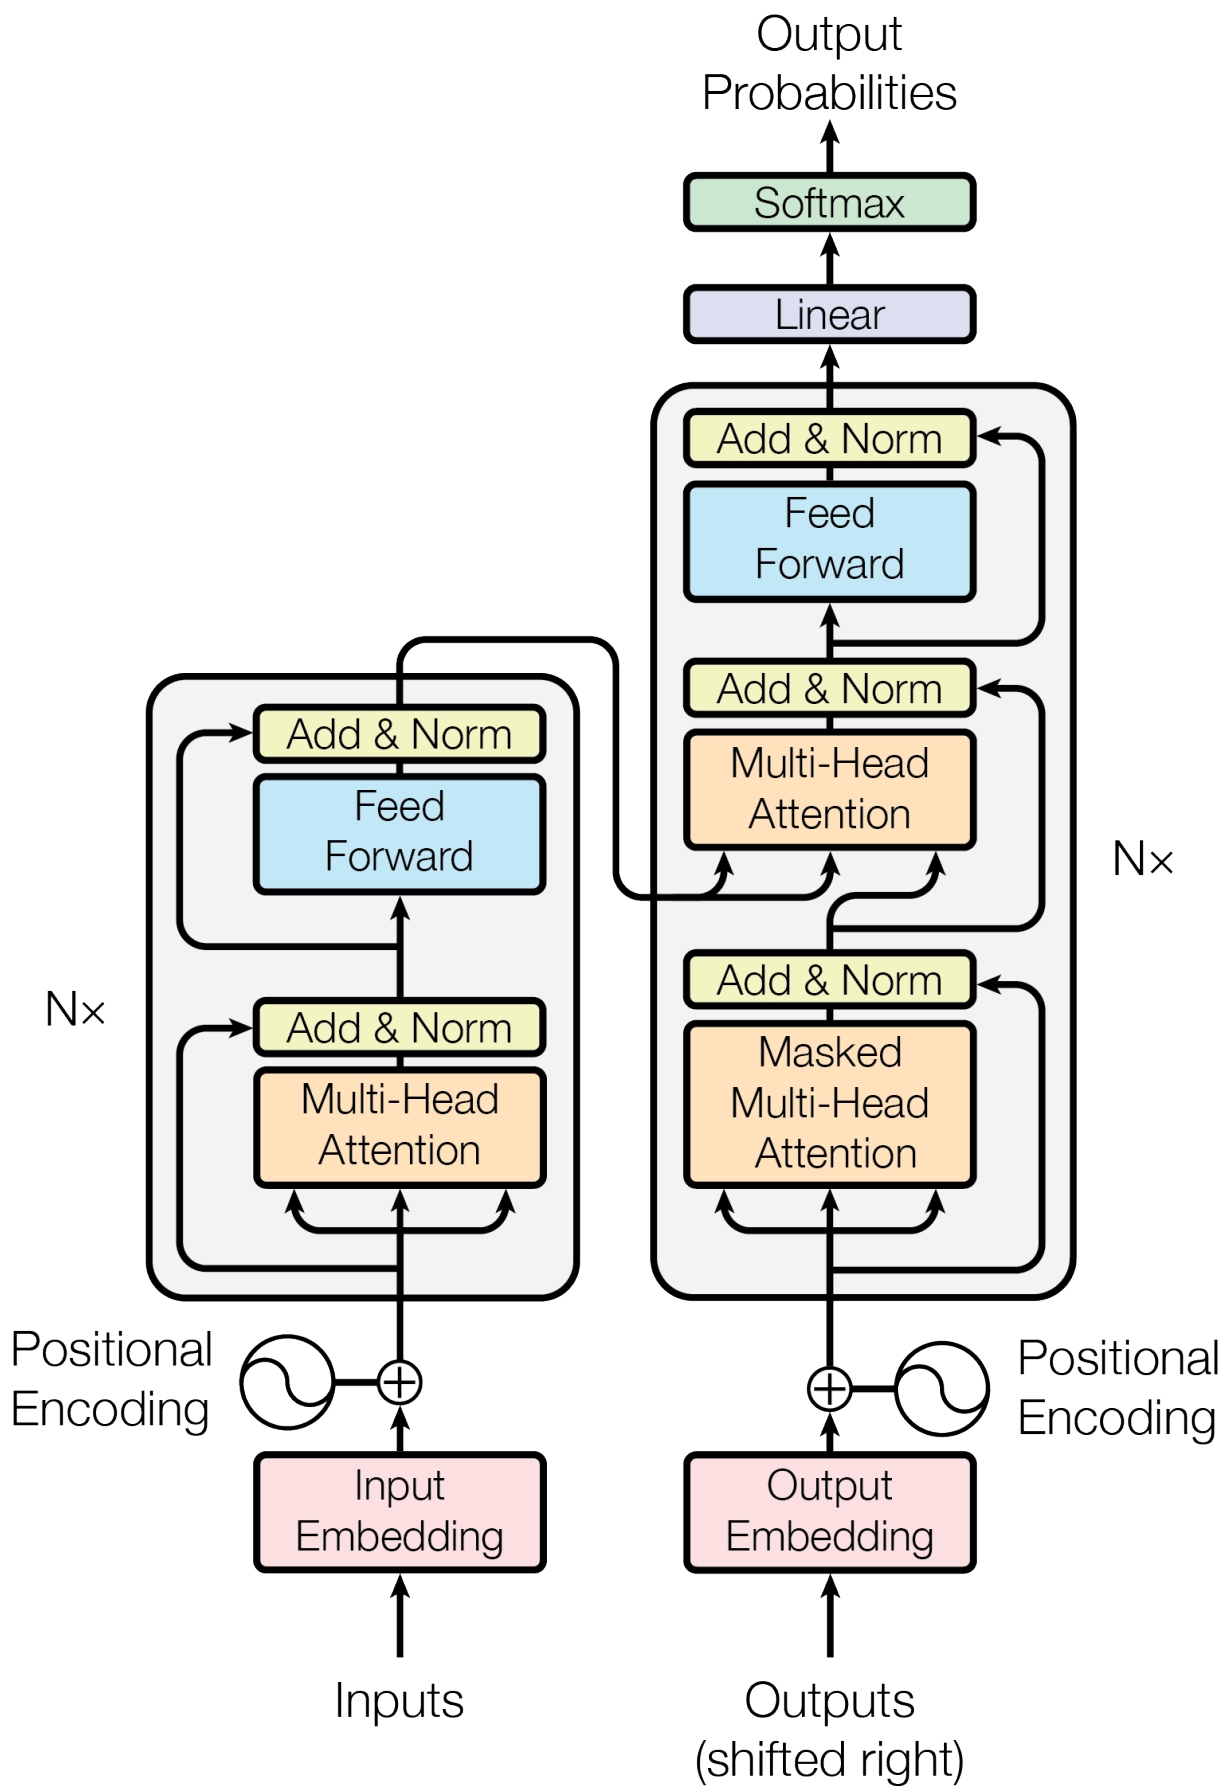 Output
Probabilities
Softmax
Linear
Add & Norm
Feed
Forward
Add & Norm
Multi-Head
Attention
Add & Norm
Masked
Multi-Head
Attention
N×
Add & Norm
Feed
Forward
Add & Norm
Multi-Head
Attention
N×
Positional
Encoding
Positional
Encoding
Input
Embedding
Output
Embedding
Inputs
Outputs
(shifted right)